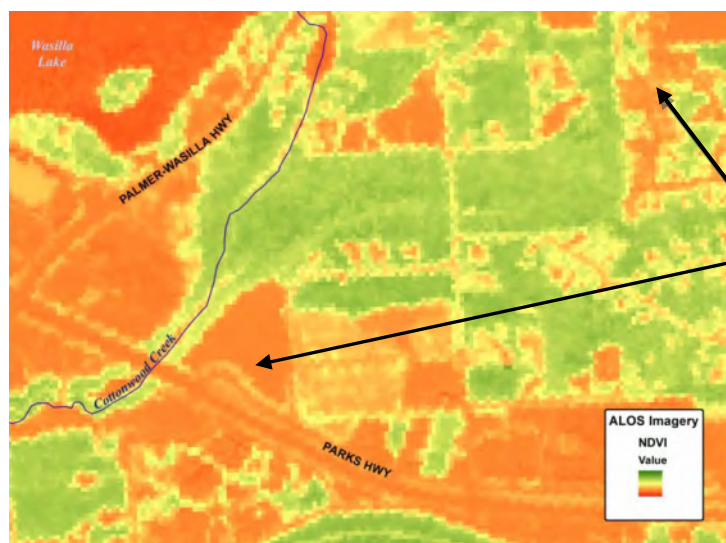 Wasilla
Lake
PALMER-WASILLA HWY
Cottonwood Creek
PARKS HWY
ALOS Imagery
NDVI
Value